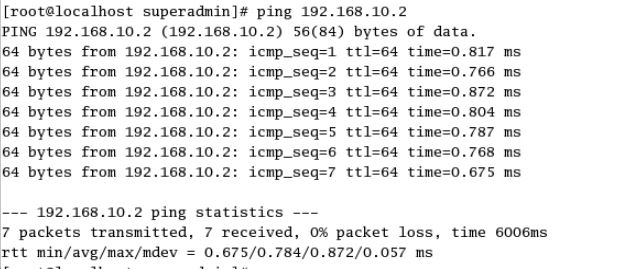 [root@localhost superadmin]# ping 192.168.10.2
PING 192.168.10.2 (192.168.10.2) 56(84) bytes of data.
64 bytes from 192.168.10.2: icmp_seq=1 ttl=64 time=0.817 ms
64 bytes from 192.168.10.2: icmp_seq=2 ttl=64 time=0.766 ms
64 bytes from 192.168.10.2: icmp_seq=3 ttl=64 time=0.872 ms
64 bytes from 192.168.10.2: icmp_seq=4 ttl=64 time=0.804 ms
64 bytes from 192.168.10.2: icmp_seq=5 ttl=64 time=0.787 ms
64 bytes from 192.168.10.2: icmp_seq=6 ttl=64 time=0.768 ms
64 bytes from 192.168.10.2: icmp_seq=7 ttl=64 time=0.675 ms
--- 192.168.10.2 ping statistics ---
7 packets transmitted, 7 received, 0% packet loss, time 6006ms
rtt min/avg/max/mdev = 0.675/0.784/0.872/0.057 ms